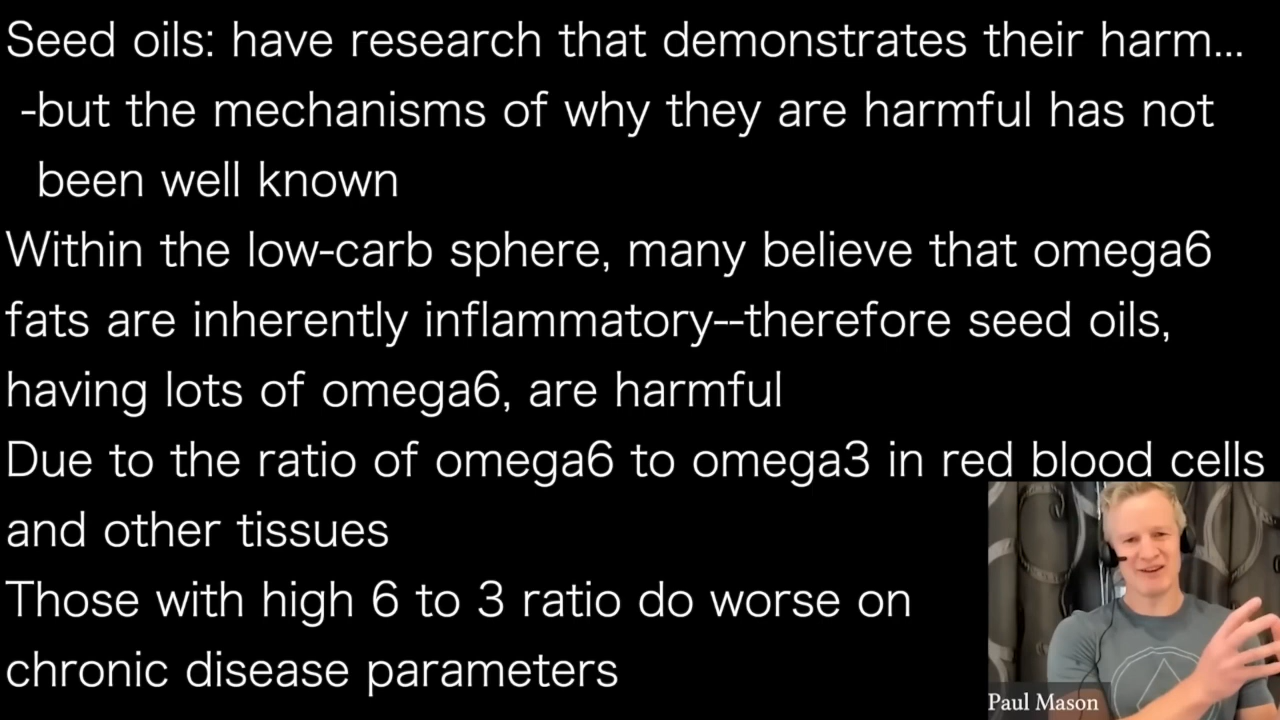 Seed oils: have research that demonstrates their harm...
-but the mechanisms of why they are harmful has not
been well known
Within the low-carb sphere, many believe that omega6
fats are inherently inflammatory--therefore seed oils,
having lots of omega6, are harmful
Due to the ratio of omega6 to omega3 in red blood cells
and other tissues
Those with high 6 to 3 ratio do worse on
chronic disease parameters
Paul Mason